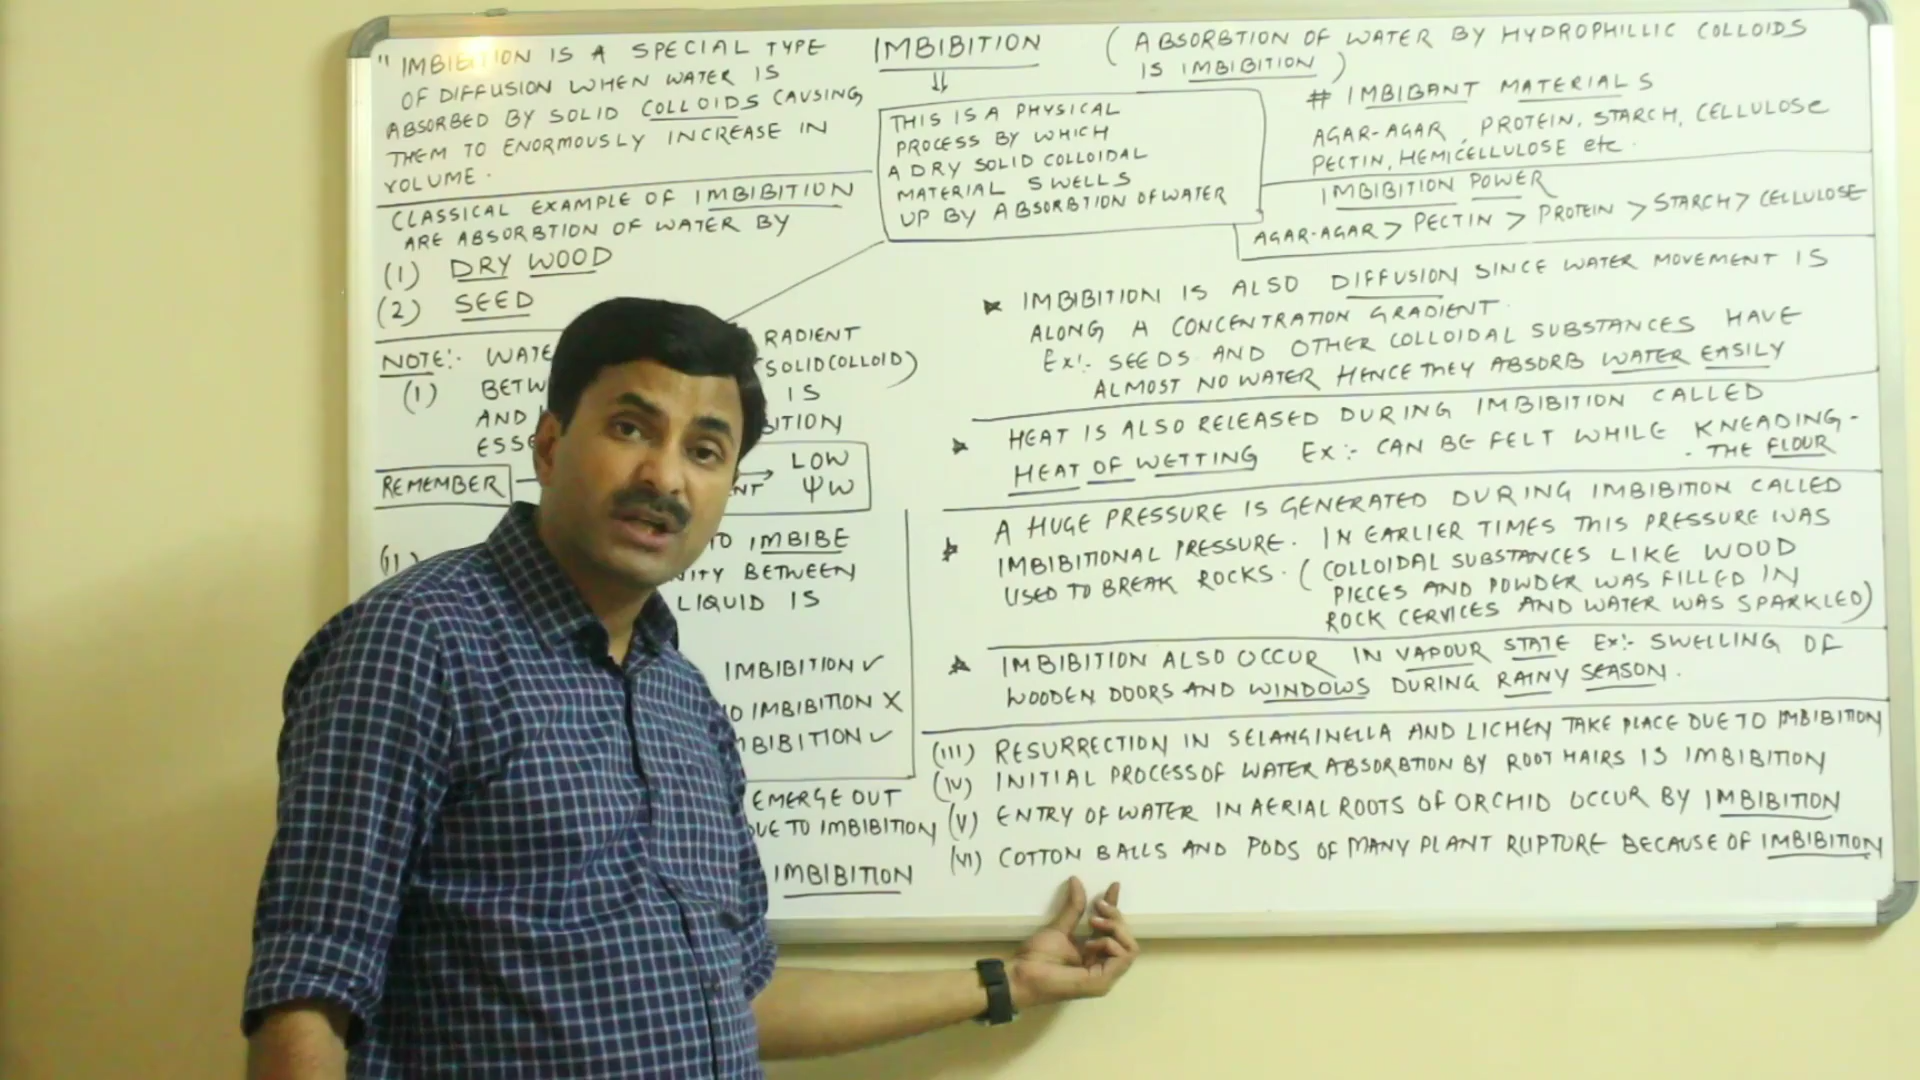 " IMBIBITION IS A SPECIAL TYPE
OF DIFFUSION WHEN WATER IS
ABSORBED BY SOLID COLLOIDS CAUSING
THEM TO ENORMOUSLY INCREASE IN
VOLUME.
CLASSICAL EXAMPLE OF IMBIBITION
ARE ABSORBTION OF WATER BY
(1) DRY WOOD
(2) SEED
NOTE:- WATE
(1) BETW
AND
ESSE
REMEMBER
RADIENT
SOLID(COLLOID)
IS
BITION
NT → LOW
ΨW
(1)
TO IMBIBE
NITY BETWEEN
LIQUID IS
IMBIBITION ✓
O IMBIBITION X
MBIBITION ✓
EMERGE OUT
DUE TO IMBIBITION
IMBIBITION
IMBIBITION
THIS IS A PHYSICAL
PROCESS BY WHICH
A DRY SOLID COLLOIDAL
MATERIAL SWELLS
UP BY ABSORBTION OF WATER
(ABSORBTION OF WATER BY HYDROPHILLIC COLLOIDS
IS IMBIBITION)
# IMBIBANT MATERIALS
AGAR-AGAR, PROTEIN, STARCH, CELLULOSE
PECTIN, HEMICELLULOSE etc.
IMBIBITION POWER
AGAR-AGAR > PECTIN > PROTEIN > STARCH > CELLULOSE
IMBIBITION IS ALSO DIFFUSION SINCE WATER MOVEMENT IS
ALONG A CONCENTRATION GRADIENT.
Ex:- SEEDS AND OTHER COLLOIDAL SUBSTANCES HAVE
ALMOST NO WATER HENCE THEY ABSORB WATER EASILY
HEAT IS ALSO RELEASED DURING IMBIBITION CALLED
HEAT OF WETTING Ex:- CAN BE FELT WHILE KNEADING-
THE FLOUR
A HUGE PRESSURE IS GENERATED DURING IMBIBITION CALLED
IMBIBITIONAL PRESSURE. IN EARLIER TIMES THIS PRESSURE WAS
USED TO BREAK ROCKS. (COLLOIDAL SUBSTANCES LIKE WOOD
PIECES AND POWDER WAS FILLED IN
ROCK CERVICES AND WATER WAS SPARKLED)
IMBIBITION ALSO OCCUR IN VAPOUR STATE Ex:- SWELLING OF
WOODEN DOORS AND WINDOWS DURING RAINY SEASON.
(III) RESURRECTION IN SELANGINELLA AND LICHEN TAKE PLACE DUE TO IMBIBITION
(IV) INITIAL PROCESS OF WATER ABSORBTION BY ROOT HAIRS IS IMBIBITION
(V) ENTRY OF WATER IN AERIAL ROOTS OF ORCHID OCCUR BY IMBIBITION
(VI) COTTON BALLS AND PODS OF MANY PLANT RUPTURE BECAUSE OF IMBIBITION